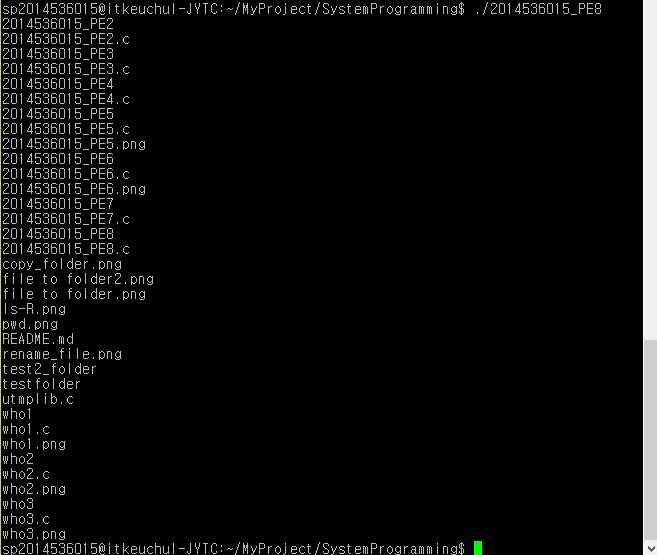 sp2014536015@itkeuchul-JYTC:~/MyProject/SystemProgramming$ ./2014536015_PE8
2014536015_PE2
2014536015_PE2.c
2014536015_PE3
2014536015_PE3.c
2014536015_PE4
2014536015_PE4.c
2014536015_PE5
2014536015_PE5.c
2014536015_PE5.png
2014536015_PE6
2014536015_PE6.c
2014536015_PE6.png
2014536015_PE7
2014536015_PE7.c
2014536015_PE8
2014536015_PE8.c
copy_folder.png
file to folder2.png
file to folder.png
ls-R.png
pwd.png
README.md
rename_file.png
test2_folder
testfolder
utmplib.c
who1
who1.c
who1.png
who2
who2.c
who2.png
who3
who3.c
who3.png
sp2014536015@itkeuchul-JYTC:~/MyProject/SystemProgramming$